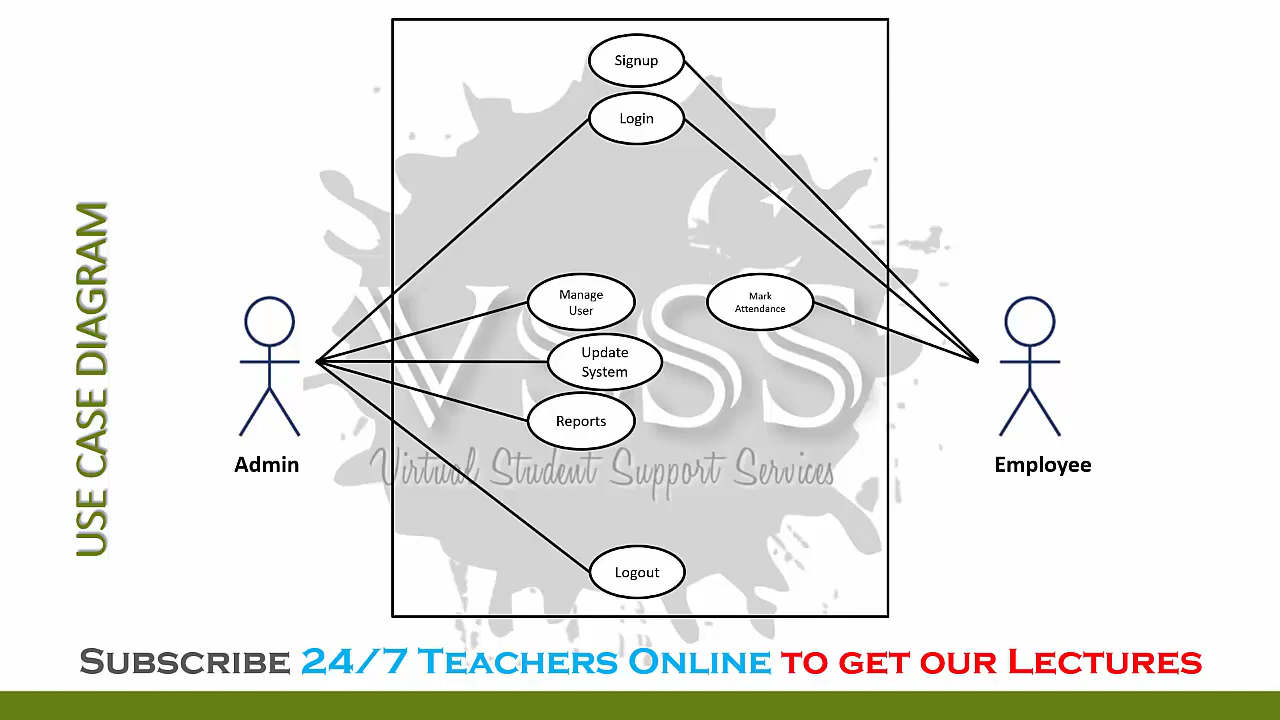 Signup
Login
USE CASE DIAGRAM
Manage
User
Mark
Attendance
VSSS
Update
System
Reports
Admin
Virtual Student Support Services
Employee
Logout
Subscribe 24/7 Teachers Online to get our Lectures